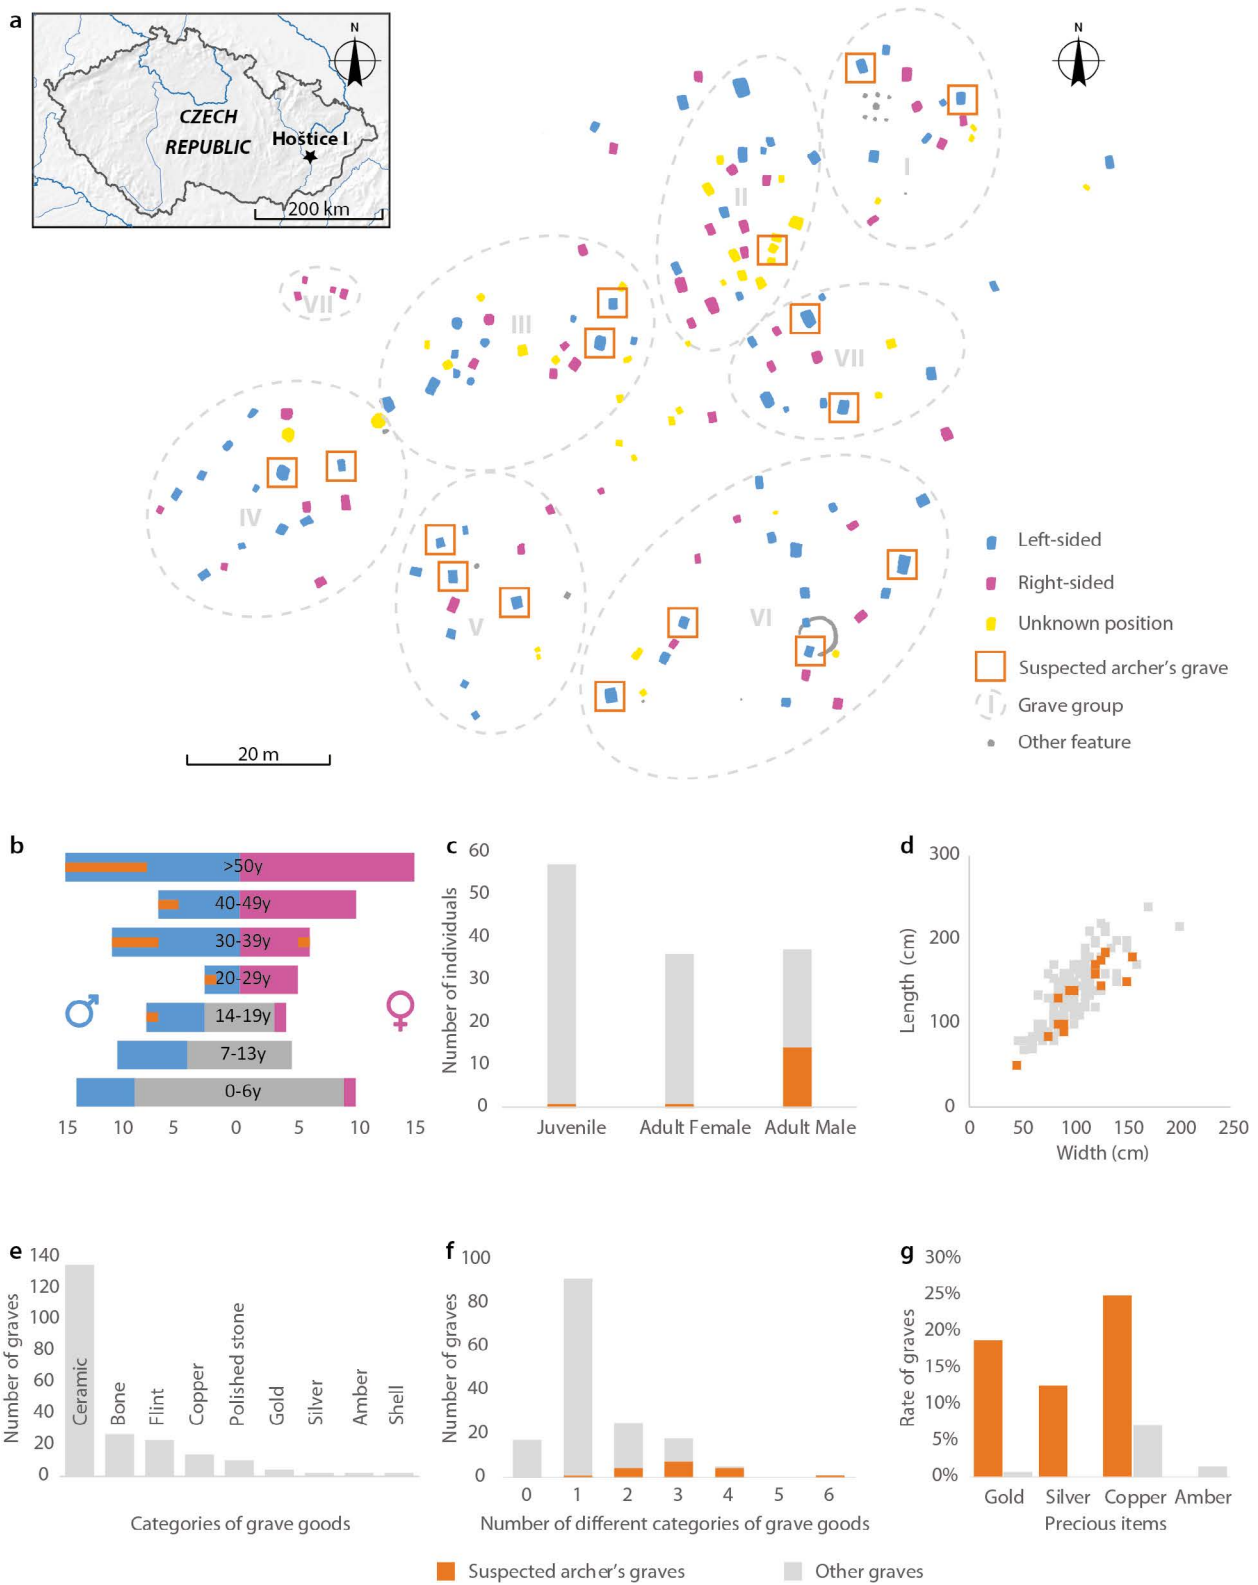 a
N
CZECH
REPUBLIC
Hoštice I
200 km
N
I
II
III
VII
VII
IV
V
VI
20 m
Left-sided
Right-sided
Unknown position
Suspected archer's grave
I Grave group
Other feature
b
>50y
40-49y
30-39y
20-29y
14-19y
7-13y
0-6y
15 10 5 0 5 10 15
c
Number of individuals
60
50
40
30
20
10
0
Juvenile Adult Female Adult Male
d
Length (cm)
300
200
100
0
0 50 100 150 200 250
Width (cm)
e
Number of graves
140
120
100
80
60
40
20
0
Ceramic
Bone
Flint
Copper
Polished stone
Gold
Silver
Amber
Shell
Categories of grave goods
f
Number of graves
100
80
60
40
20
0
0 1 2 3 4 5 6
Number of different categories of grave goods
g
Rate of graves
30%
25%
20%
15%
10%
5%
0%
Gold Silver Copper Amber
Precious items
Suspected archer's graves Other graves